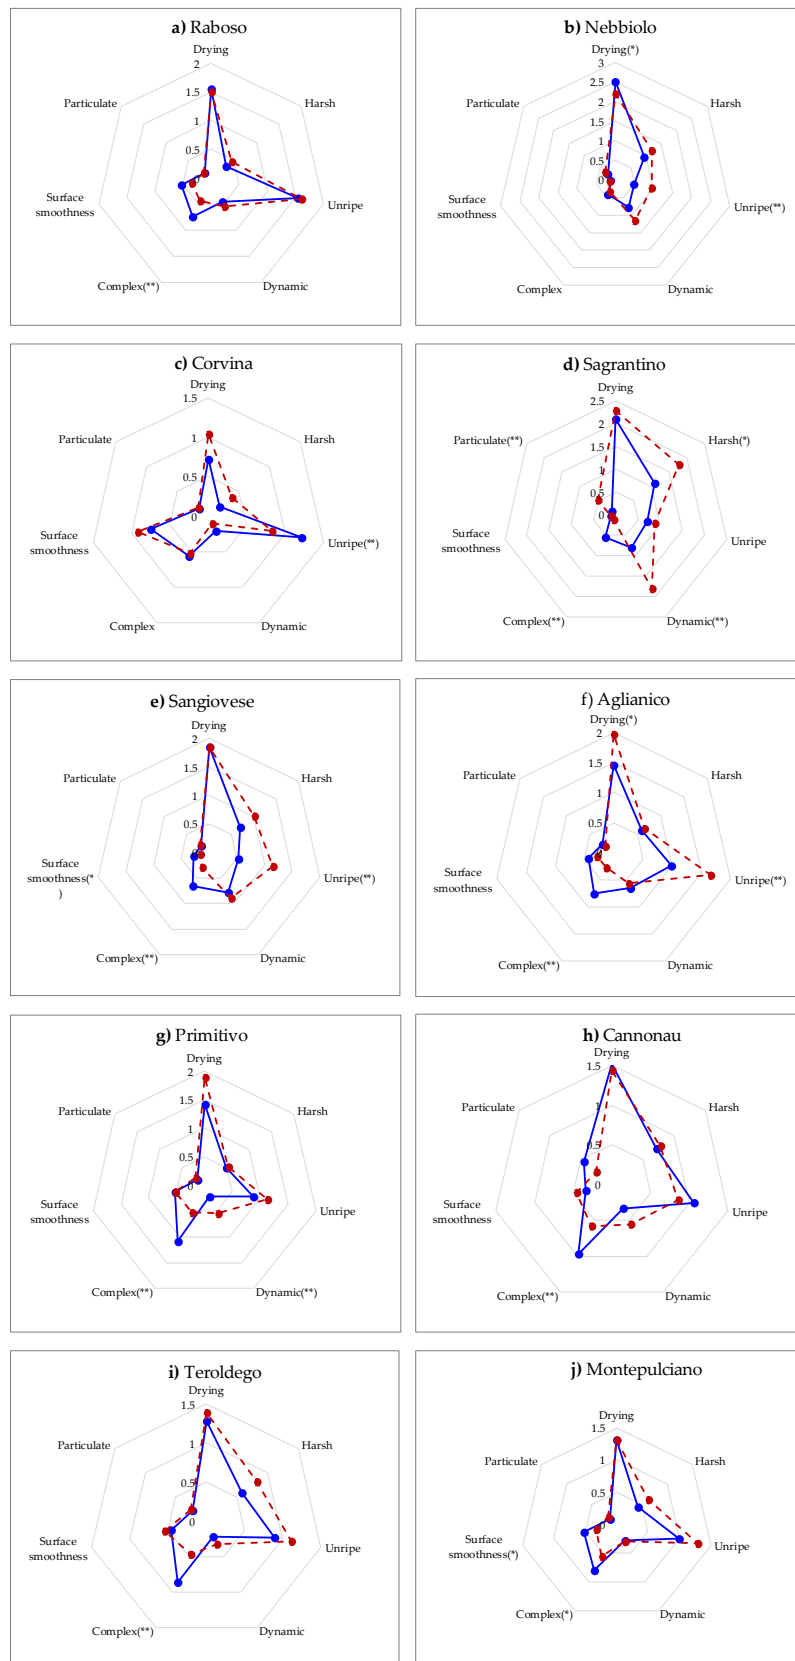 a) Raboso
Drying
2
1.5
1
0.5
0
Particulate
Harsh
Surface
smoothness
Unripe
Complex(**)
Dynamic
b) Nebbiolo
Drying(*)
3
2.5
2
1.5
1
0.5
0
Particulate
Harsh
Surface
smoothness
Unripe(**)
Complex
Dynamic
c) Corvina
Drying
1.5
1
0.5
0
Particulate
Harsh
Surface
smoothness
Unripe(**)
Complex
Dynamic
d) Sagrantino
Drying
2.5
2
1.5
1
0.5
0
Particulate(**)
Harsh(*)
Surface
smoothness
Unripe
Complex(**)
Dynamic(**)
e) Sangiovese
Drying
2
1.5
1
0.5
0
Particulate
Harsh
Surface
smoothness(*
)
Unripe(**)
Complex(**)
Dynamic
f) Aglianico
Drying(*)
2
1.5
1
0.5
0
Particulate
Harsh
Surface
smoothness
Unripe(**)
Complex(**)
Dynamic
g) Primitivo
Drying
2
1.5
1
0.5
0
Particulate
Harsh
Surface
smoothness
Unripe
Complex(**)
Dynamic(**)
h) Cannonau
Drying
1.5
1
0.5
0
Particulate
Harsh
Surface
smoothness
Unripe
Complex(**)
Dynamic
i) Teroldego
Drying
1.5
1
0.5
0
Particulate
Harsh
Surface
smoothness
Unripe
Complex(**)
Dynamic
j) Montepulciano
Drying
1.5
1
0.5
0
Particulate
Harsh
Surface
smoothness(*)
Unripe
Complex(*)
Dynamic